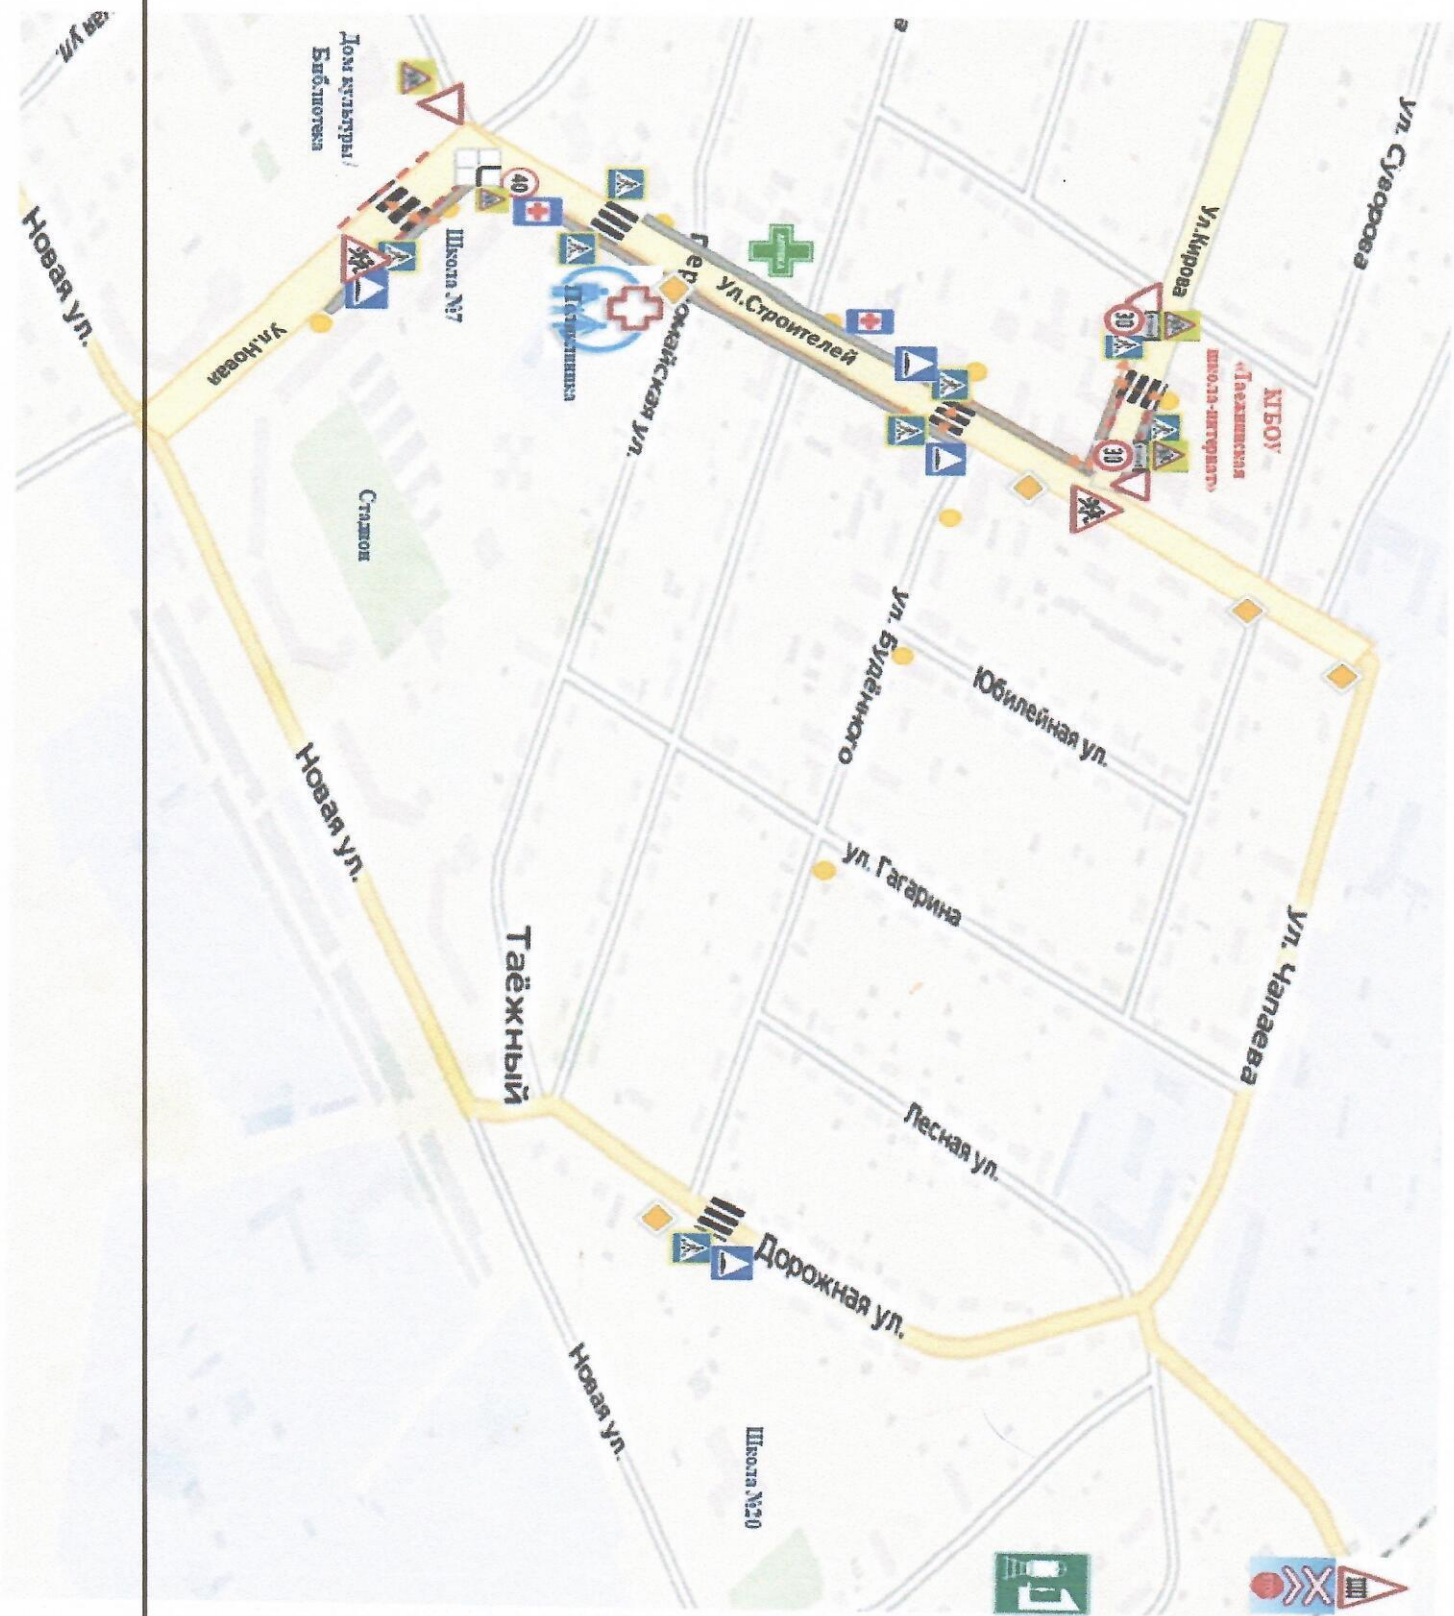 ная ул.
Дом культуры/
Библиотека
а
ул. Суворова
Ул.Кирова
40
Школа №7
АПТЕКА
ул.Строителей
Поликлиника
30
30
КГБОУ
«Таежнинская
школа-интернат»
Новая ул.
Ул.Новая
Стадион
ул. Будённого
Юбилейная ул.
Новая ул.
ул. Гагарина
ул. Чапаева
Таёжный
Лесная ул.
Дорожная ул.
Новая ул.
Школа №20